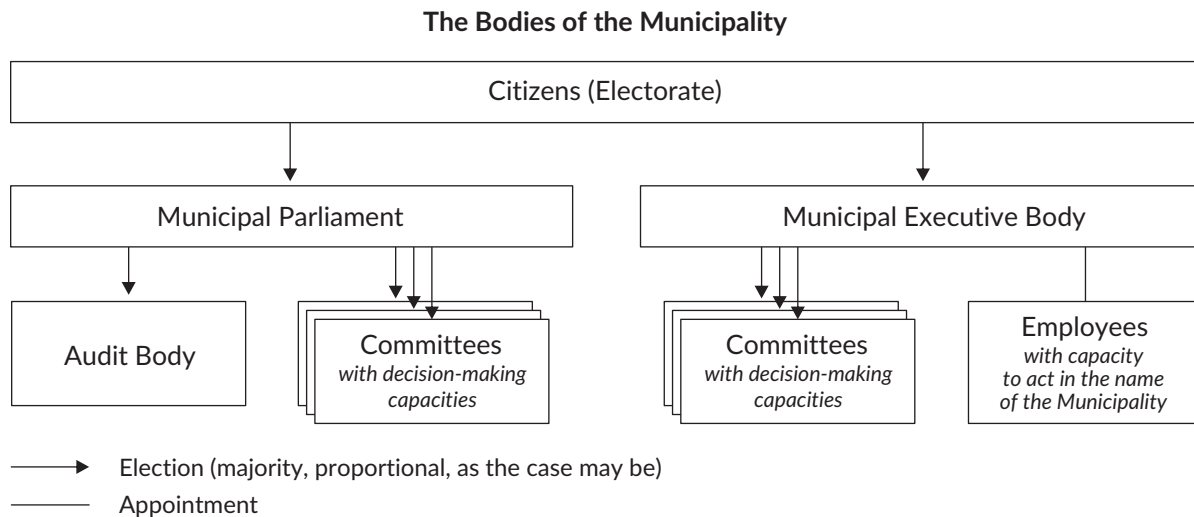 The Bodies of the Municipality
Citizens (Electorate)
Municipal Parliament
Municipal Executive Body
Audit Body
Committees
with decision-making
capacities
Committees
with decision-making
capacities
Employees
with capacity
to act in the name
of the Municipality
Election (majority, proportional, as the case may be)
Appointment